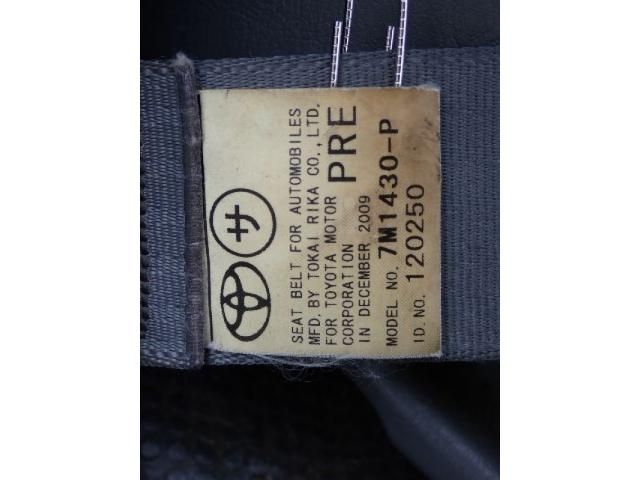 サ
SEAT BELT FOR AUTOMOBILES
MFD. BY TOKAI RIKA CO., LTD.
FOR TOYOTA MOTOR
CORPORATION PRE
IN DECEMBER 2009
MODEL NO. 7M1430-P
ID. NO. 120250